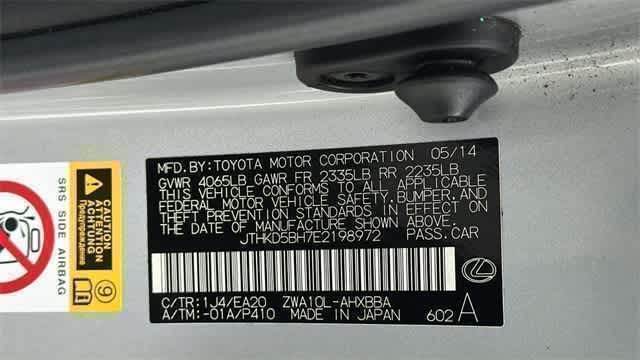 MFD.BY:TOYOTA MOTOR CORPORATION 05/14
GVWR 4065LB GAWR FR 2335LB RR 2235LB
THIS VEHICLE CONFORMS TO ALL APPLICABLE
FEDERAL MOTOR VEHICLE SAFETY,BUMPER,AND
THEFT PREVENTION STANDARDS IN EFFECT ON
THE DATE OF MANUFACTURE SHOWN ABOVE.
JTHKD5BH7E2198972 PASS.CAR
C/TR:1J4/EA20 ZWA10L-AHXBBA
A/TM:-01A/P410 MADE IN JAPAN 602 A
SRS SIDE AIRBAG
CAUTION
ATTENTION
Предупреждение
9